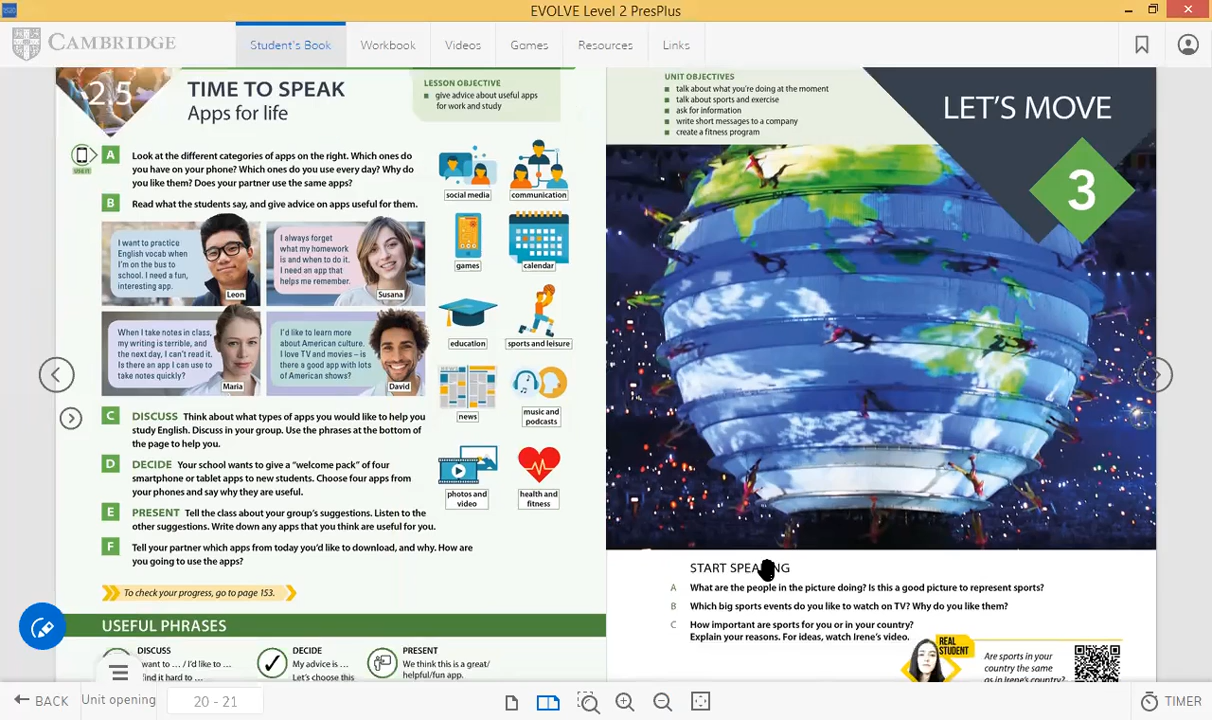 EVOLVE Level 2 PresPlus
CAMBRIDGE
Student's Book
Workbook
Videos
Games
Resources
Links
2.5
TIME TO SPEAK
Apps for life
LESSON OBJECTIVE
give advice about useful apps
for work and study
USE IT
A Look at the different categories of apps on the right. Which ones do
you have on your phone? Which ones do you use every day? Why do
you like them? Does your partner use the same apps?
B Read what the students say, and give advice on apps useful for them.
I want to practice
English vocab when
I'm on the bus to
school. I need a fun,
interesting app.
Leon
I always forget
what my homework
is and when to do it.
I need an app that
helps me remember.
Susana
When I take notes in class,
my writing is terrible, and
the next day, I can't read it.
Is there an app I can use to
take notes quickly?
Maria
I'd like to learn more
about American culture.
I love TV and movies – is
there a good app with lots
of American shows?
David
social media
communication
games
calendar
education
sports and leisure
news
music and
podcasts
photos and
video
health and
fitness
C DISCUSS Think about what types of apps you would like to help you
study English. Discuss in your group. Use the phrases at the bottom of
the page to help you.
D DECIDE Your school wants to give a "welcome pack" of four
smartphone or tablet apps to new students. Choose four apps from
your phones and say why they are useful.
E PRESENT Tell the class about your group's suggestions. Listen to the
other suggestions. Write down any apps that you think are useful for you.
F Tell your partner which apps from today you'd like to download, and why. How are
you going to use the apps?
To check your progress, go to page 153.
USEFUL PHRASES
DISCUSS
want to … / I'd like to …
find it hard to …
DECIDE
My advice is …
Let's choose this
PRESENT
We think this is a great/
helpful/fun app.
UNIT OBJECTIVES
talk about what you're doing at the moment
talk about sports and exercise
ask for information
write short messages to a company
create a fitness program
LET'S MOVE
3
START SPEAKING
A What are the people in the picture doing? Is this a good picture to represent sports?
B Which big sports events do you like to watch on TV? Why do you like them?
C How important are sports for you or in your country?
Explain your reasons. For ideas, watch Irene's video.
REAL
STUDENT
Are sports in your
country the same
as in Irene's country?
BACK
Unit opening
20 - 21
TIMER